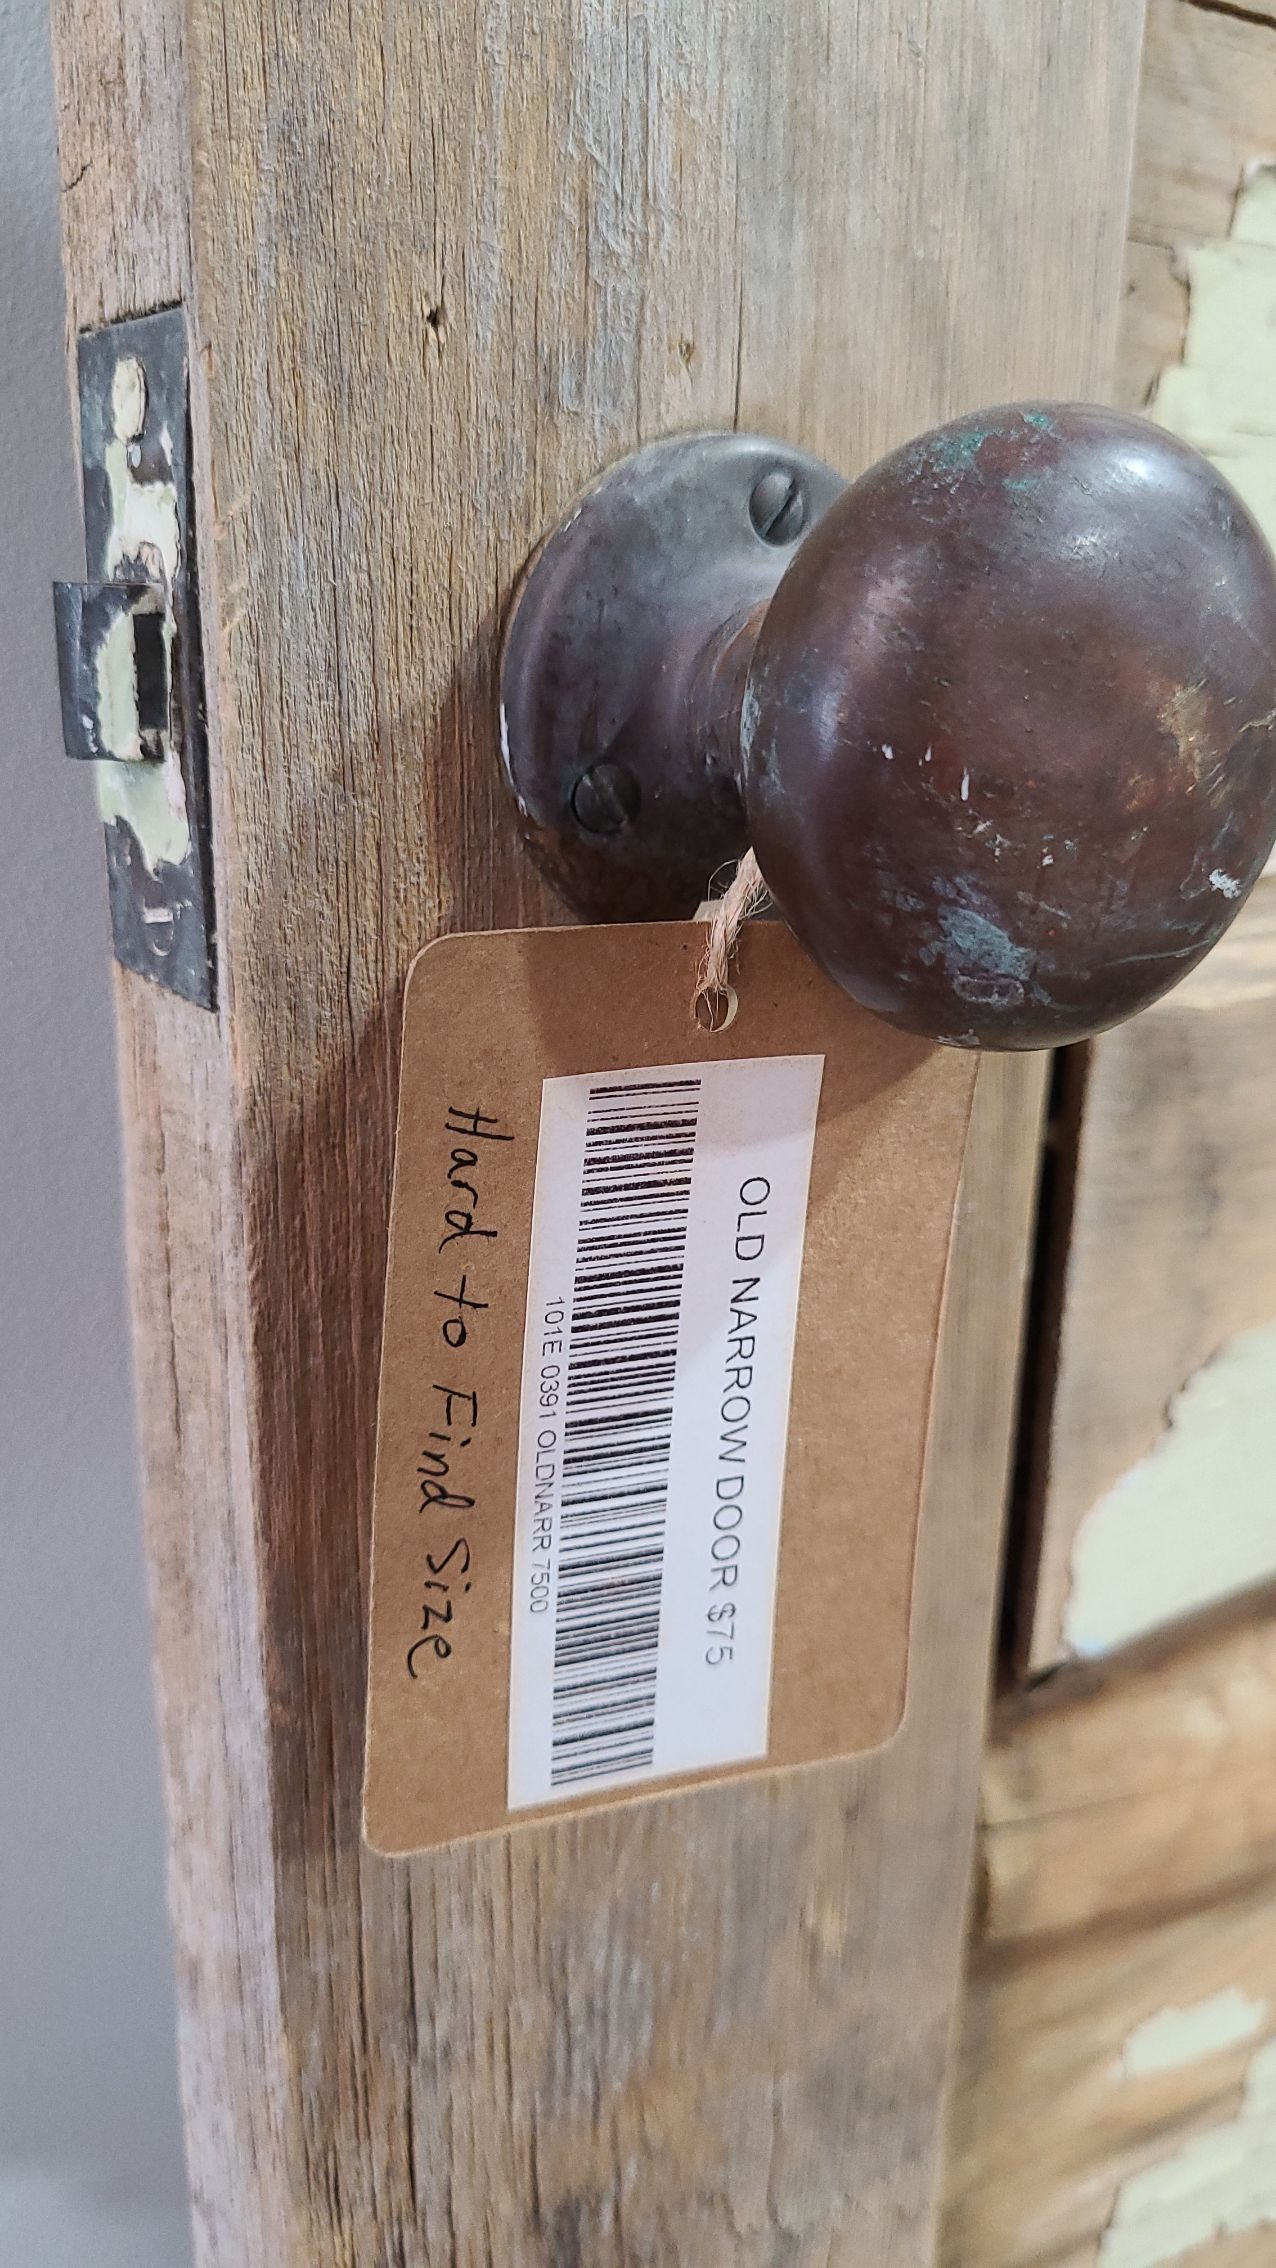 OLD NARROW DOOR $75
101E 0391 OLDNARR 7500
Hard to Find Size